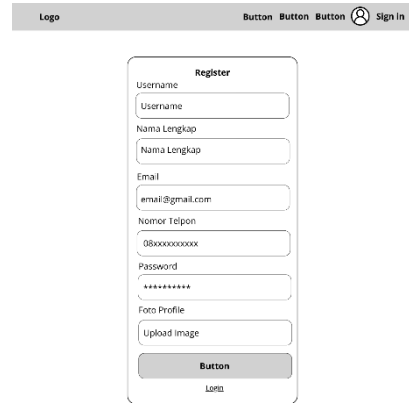 Logo Button Button Button Sign in
Register
Username
Username
Nama Lengkap
Nama Lengkap
Email
email@gmail.com
Nomor Telpon
08xxxxxxxxxx
Password
**********
Foto Profile
Upload Image
Button
Login